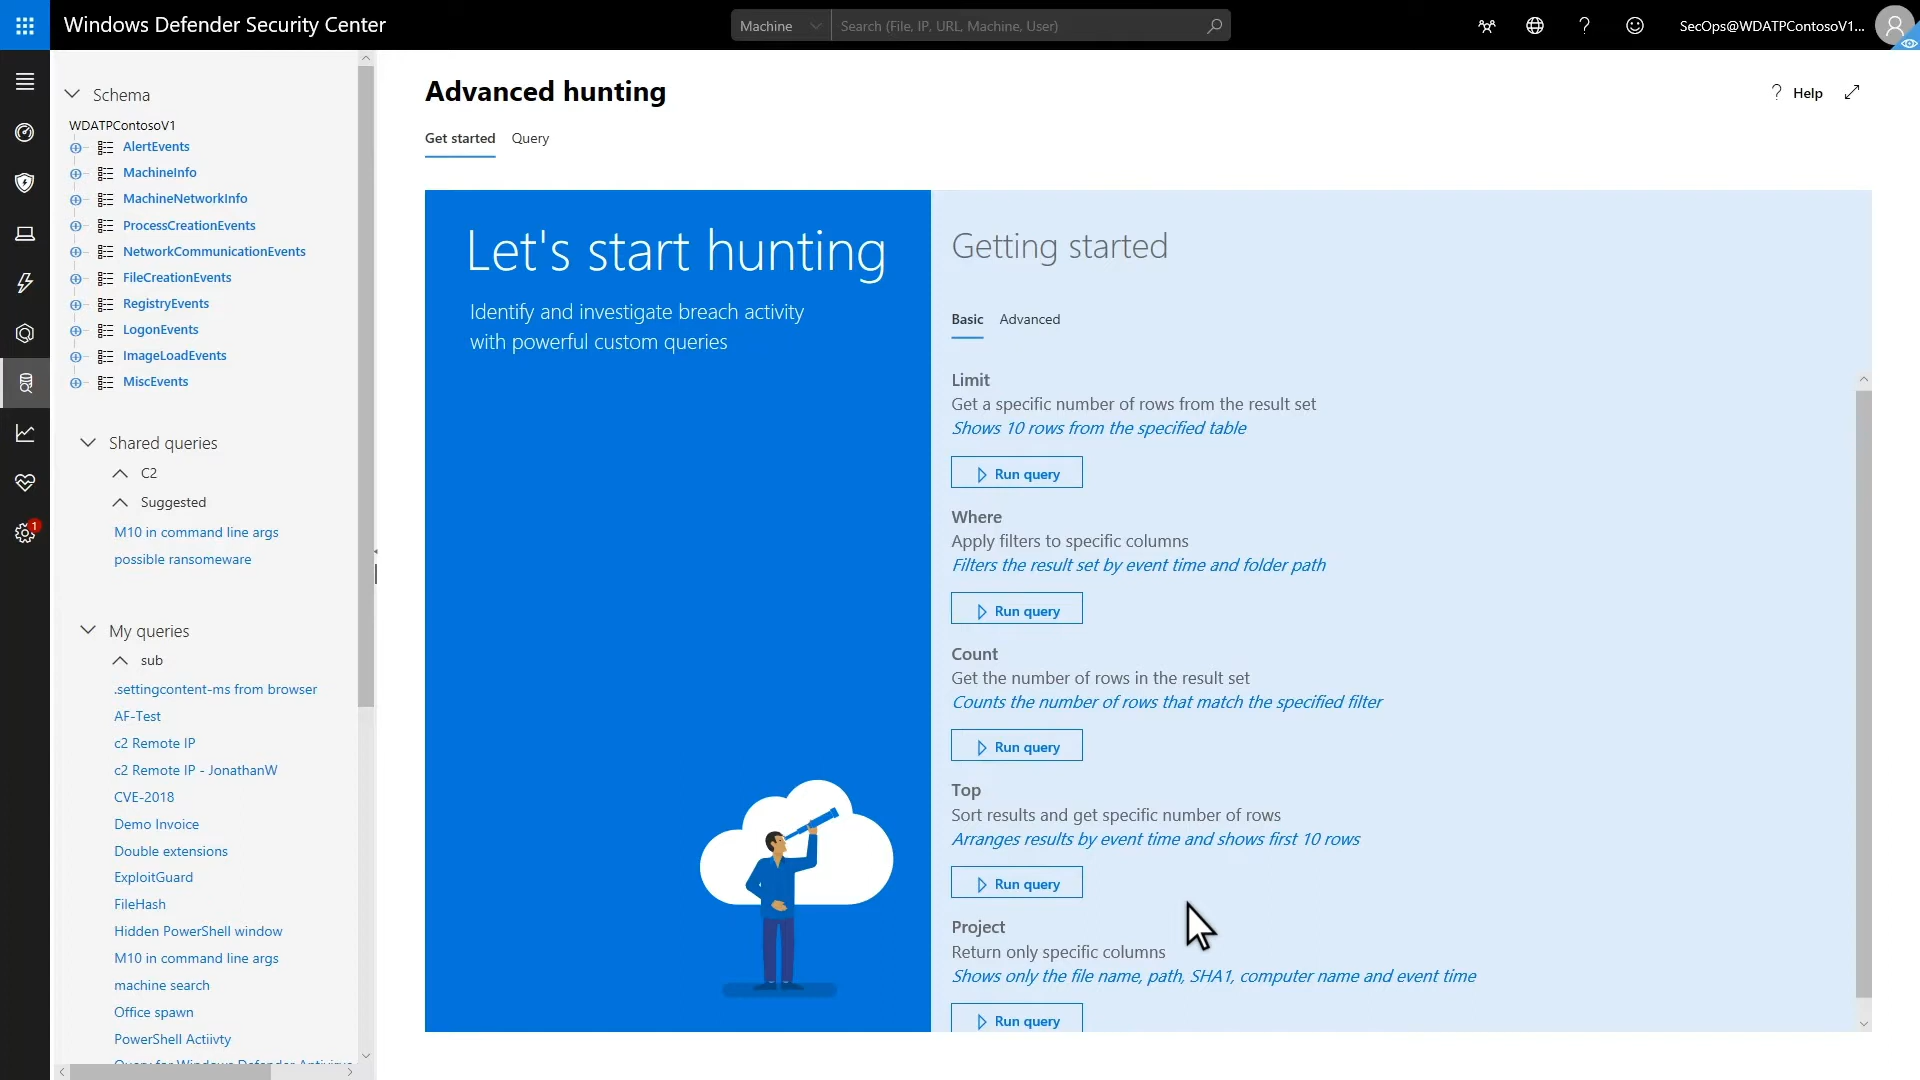 Windows Defender Security Center
Machine
Search (File, IP, URL, Machine, User)
?
SecOps@WDATPContosoV1...
Schema
WDATPContosoV1
AlertEvents
MachineInfo
MachineNetworkInfo
ProcessCreationEvents
NetworkCommunicationEvents
FileCreationEvents
RegistryEvents
LogonEvents
ImageLoadEvents
MiscEvents
Shared queries
C2
Suggested
M10 in command line args
possible ransomeware
My queries
sub
.settingcontent-ms from browser
AF-Test
c2 Remote IP
c2 Remote IP - JonathanW
CVE-2018
Demo Invoice
Double extensions
ExploitGuard
FileHash
Hidden PowerShell window
M10 in command line args
machine search
Office spawn
PowerShell Actiivty
Query for Windows Defender Antivirus
1
Advanced hunting
? Help
Get started
Query
Let's start hunting
Identify and investigate breach activity
with powerful custom queries
Getting started
Basic
Advanced
Limit
Get a specific number of rows from the result set
Shows 10 rows from the specified table
Run query
Where
Apply filters to specific columns
Filters the result set by event time and folder path
Run query
Count
Get the number of rows in the result set
Counts the number of rows that match the specified filter
Run query
Top
Sort results and get specific number of rows
Arranges results by event time and shows first 10 rows
Run query
Project
Return only specific columns
Shows only the file name, path, SHA1, computer name and event time
Run query